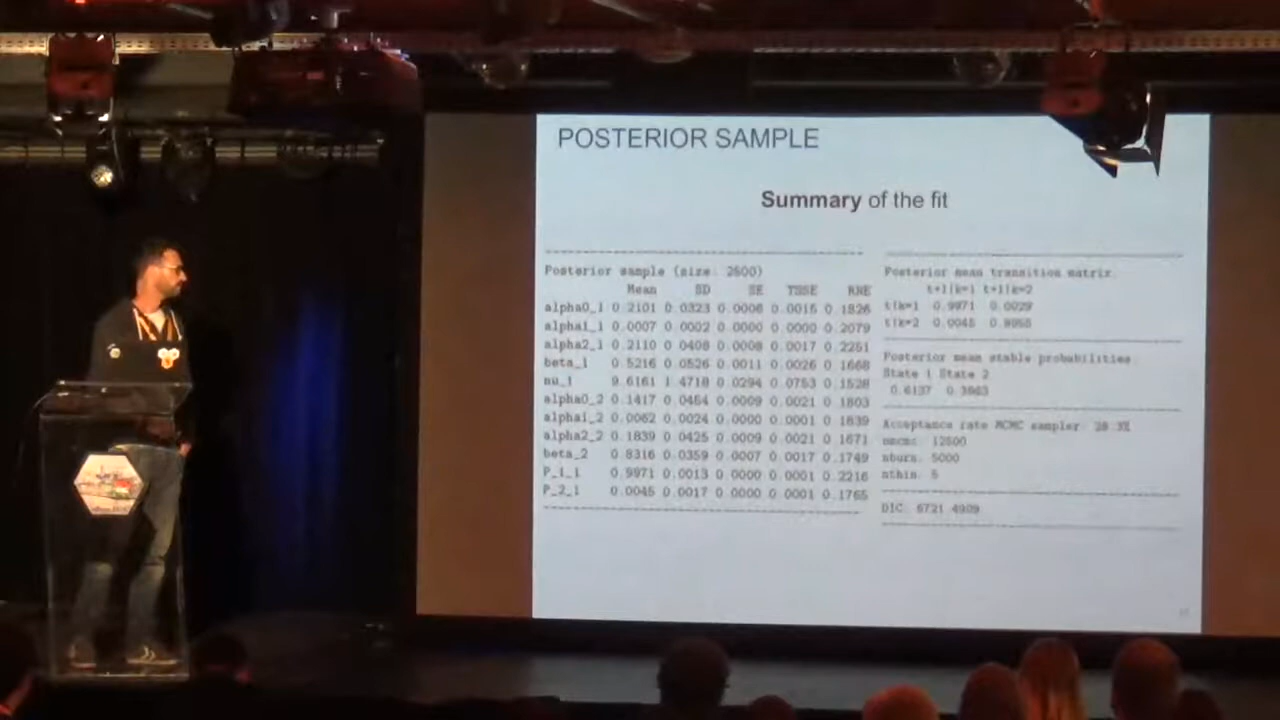 POSTERIOR SAMPLE
Summary of the fit
Posterior sample (size: 2500)
Mean SD SE TSSE RNE
alpha0_1 0.2101 0.0323 0.0006 0.0015 0.1826
alpha1_1 0.0007 0.0002 0.0000 0.0000 0.2079
alpha2_1 0.2110 0.0408 0.0008 0.0017 0.2251
beta_1 0.5216 0.0526 0.0011 0.0026 0.1668
nu_1 9.6161 1.4718 0.0294 0.0753 0.1528
alpha0_2 0.1417 0.0464 0.0009 0.0021 0.1803
alpha1_2 0.0062 0.0024 0.0000 0.0001 0.1639
alpha2_2 0.1839 0.0425 0.0009 0.0021 0.1671
beta_2 0.8316 0.0359 0.0007 0.0017 0.1749
P_1_1 0.9971 0.0013 0.0000 0.0001 0.2216
P_2_1 0.0045 0.0017 0.0000 0.0001 0.1765
Posterior mean transition matrix:
t+1|k=1 t+1|k=2
t|k=1 0.9971 0.0029
t|k=2 0.0045 0.9955
Posterior mean stable probabilities:
State 1 State 2
0.6137 0.3863
Acceptance rate MCMC sampler: 28.3%
nmcmc: 12500
nburn: 5000
nthin: 5
DIC: 6721.4909